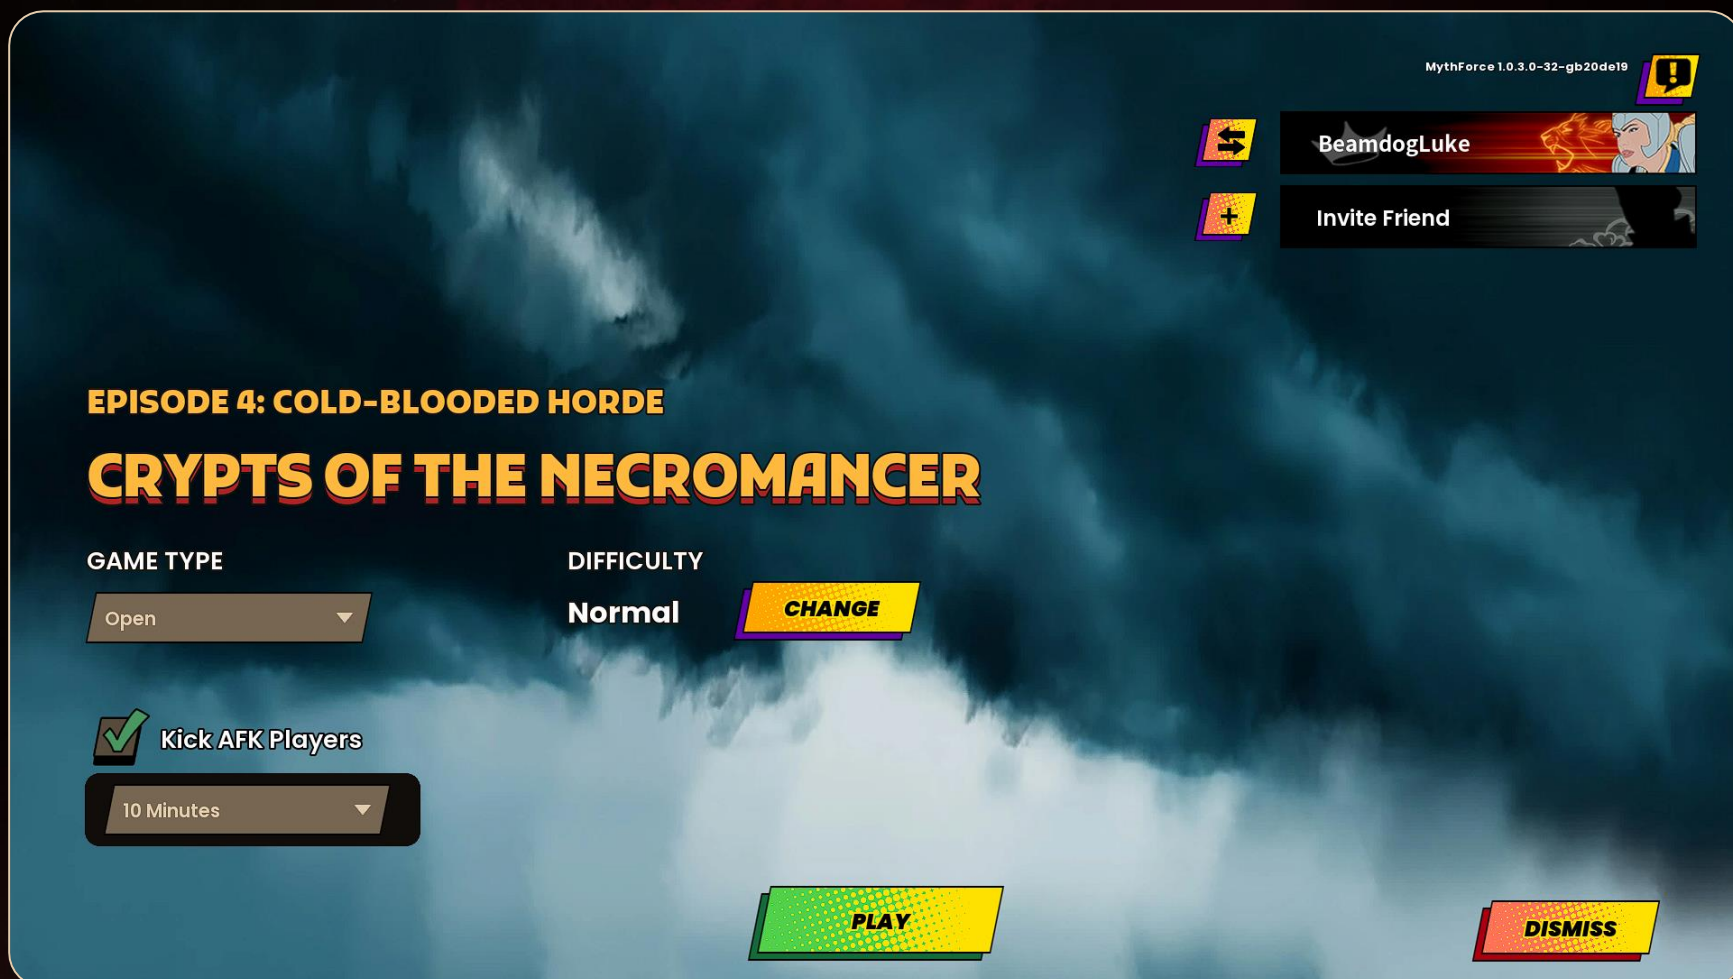 MythForce 1.0.3.0-32-gb20de19
BeamdogLuke
Invite Friend
EPISODE 4: COLD-BLOODED HORDE
CRYPTS OF THE NECROMANCER
GAME TYPE
Open
DIFFICULTY
Normal
CHANGE
Kick AFK Players
10 Minutes
PLAY
DISMISS